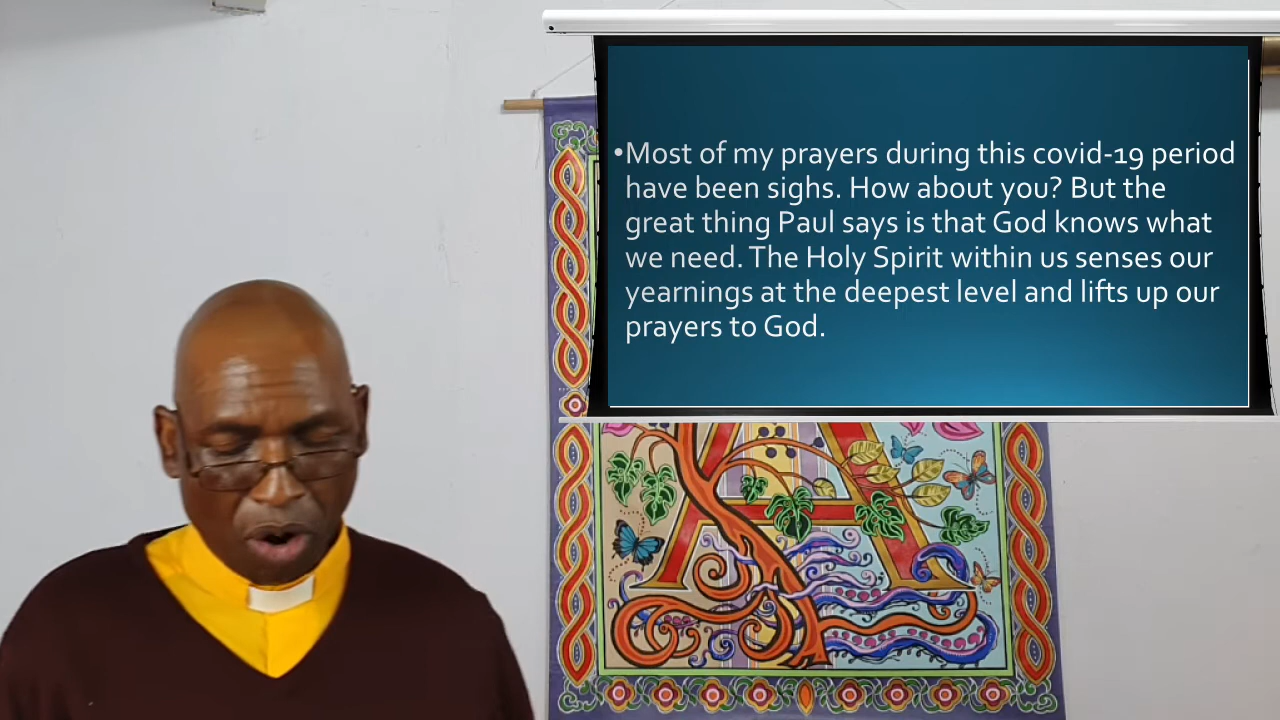 •Most of my prayers during this covid-19 period
have been sighs. How about you? But the
great thing Paul says is that God knows what
we need. The Holy Spirit within us senses our
yearnings at the deepest level and lifts up our
prayers to God.
A